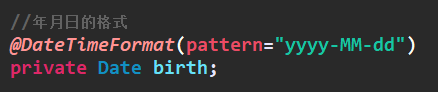 //年月日的格式
@DateTimeFormat(pattern="yyyy-MM-dd")
private Date birth;